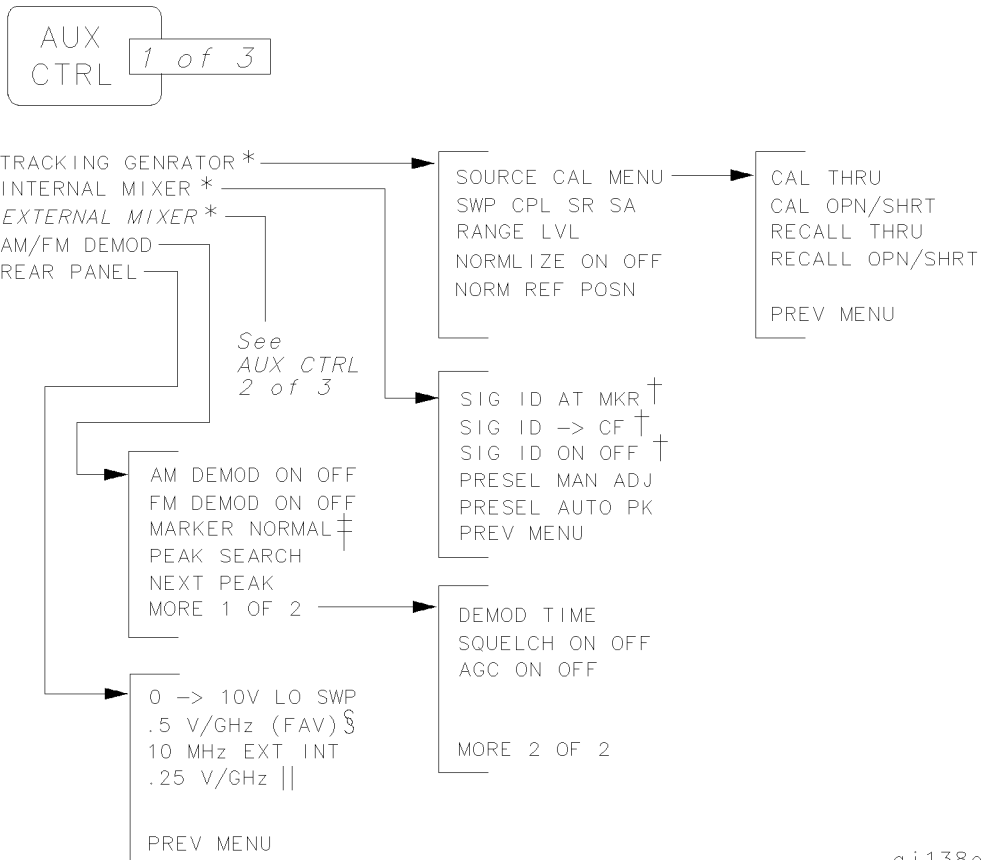 AUX
CTRL
1 of 3
TRACKING GENRATOR*
INTERNAL MIXER*
EXTERNAL MIXER*
AM/FM DEMOD
REAR PANEL
SOURCE CAL MENU
SWP CPL SR SA
RANGE LVL
NORMLIZE ON OFF
NORM REF POSN
CAL THRU
CAL OPN/SHRT
RECALL THRU
RECALL OPN/SHRT
PREV MENU
See
AUX CTRL
2 of 3
SIG ID AT MKR†
SIG ID -> CF†
SIG ID ON OFF†
PRESEL MAN ADJ
PRESEL AUTO PK
PREV MENU
AM DEMOD ON OFF
FM DEMOD ON OFF
MARKER NORMAL‡
PEAK SEARCH
NEXT PEAK
MORE 1 OF 2
DEMOD TIME
SQUELCH ON OFF
AGC ON OFF
MORE 2 OF 2
0 -> 10V LO SWP
.5 V/GHz (FAV)§
10 MHz EXT INT
.25 V/GHz ||
PREV MENU